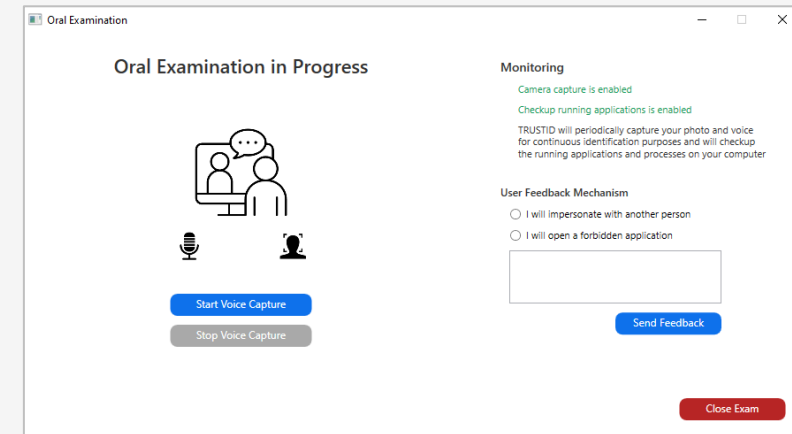 Oral Examination
Oral Examination in Progress
Start Voice Capture
Stop Voice Capture
Monitoring
Camera capture is enabled
Checkup running applications is enabled
TRUSTID will periodically capture your photo and voice
for continuous identification purposes and will checkup
the running applications and processes on your computer
User Feedback Mechanism
I will impersonate with another person
I will open a forbidden application
Send Feedback
Close Exam